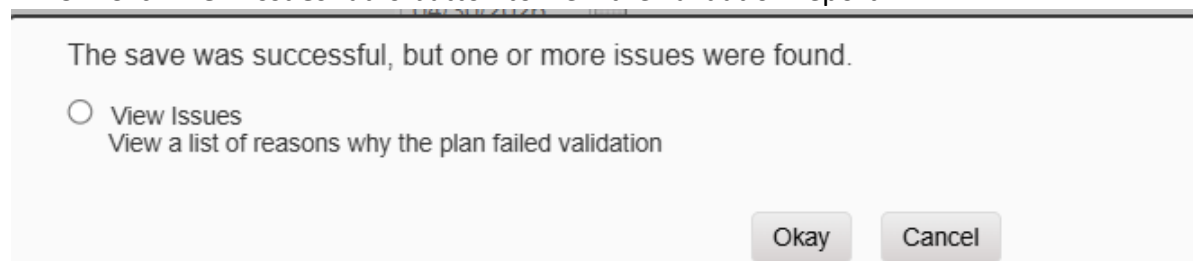 The save was successful, but one or more issues were found.
View Issues
View a list of reasons why the plan failed validation
Okay Cancel